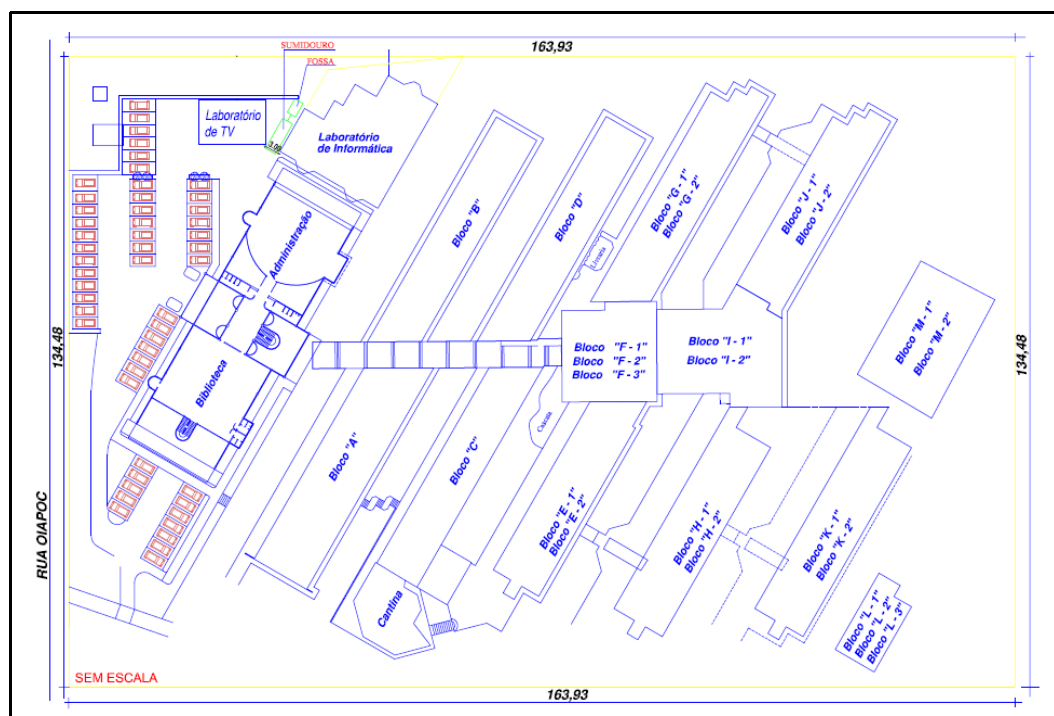 163,93
SUMIDOURO
FOSSA
Laboratório
de TV
3.00
Laboratório
de Informática
Administração
Bloco "B"
Bloco "D"
Livraria
Bloco "G - 1"
Bloco "G - 2"
Bloco "J - 1"
Bloco "J - 2"
Bloco "M - 1"
Bloco "M - 2"
134,48
134,48
Biblioteca
Bloco "F - 1"
Bloco "F - 2"
Bloco "F - 3"
Bloco "I - 1"
Bloco "I - 2"
Bloco "A"
Bloco "C"
Cascata
Bloco "E - 1"
Bloco "E - 2"
Bloco "H - 1"
Bloco "H - 2"
Bloco "K - 1"
Bloco "K - 2"
Bloco "L - 1"
Bloco "L - 2"
Bloco "L - 3"
Cantina
RUA OIAPOC
SEM ESCALA
163,93